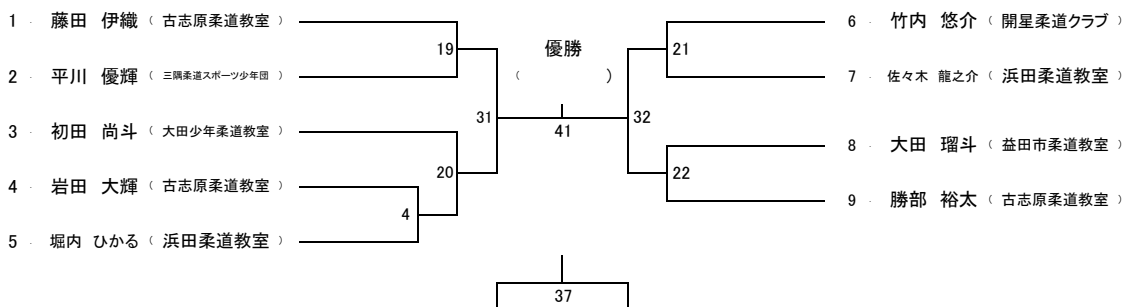 1 藤田 伊織 ( 古志原柔道教室 )
19
2 平川 優輝 ( 三隅柔道スポーツ少年団 )
31
3 初田 尚斗 ( 大田少年柔道教室 )
20
4 岩田 大輝 ( 古志原柔道教室 )
4
5 堀内 ひかる ( 浜田柔道教室 )
優勝
( )
41
37
6 竹内 悠介 ( 開星柔道クラブ )
21
7 佐々木 龍之介 ( 浜田柔道教室 )
32
8 大田 瑠斗 ( 益田市柔道教室 )
22
9 勝部 裕太 ( 古志原柔道教室 )